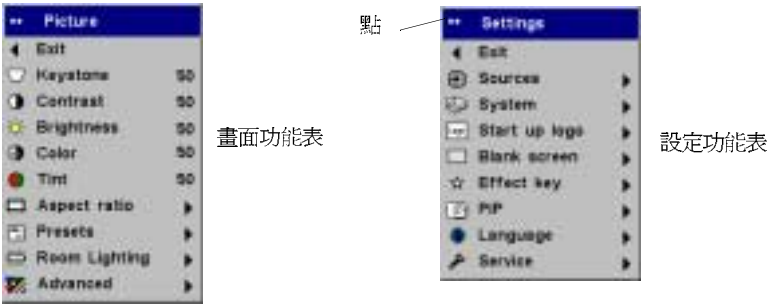 Picture
Exit
Keystone 50
Contrast 50
Brightness 50
Color 50
Tint 50
Aspect ratio
Presets
Room Lighting
Advanced
畫面功能表
點
Settings
Exit
Sources
System
Start up logo
Blank screen
Effect key
PIP
Language
Service
設定功能表